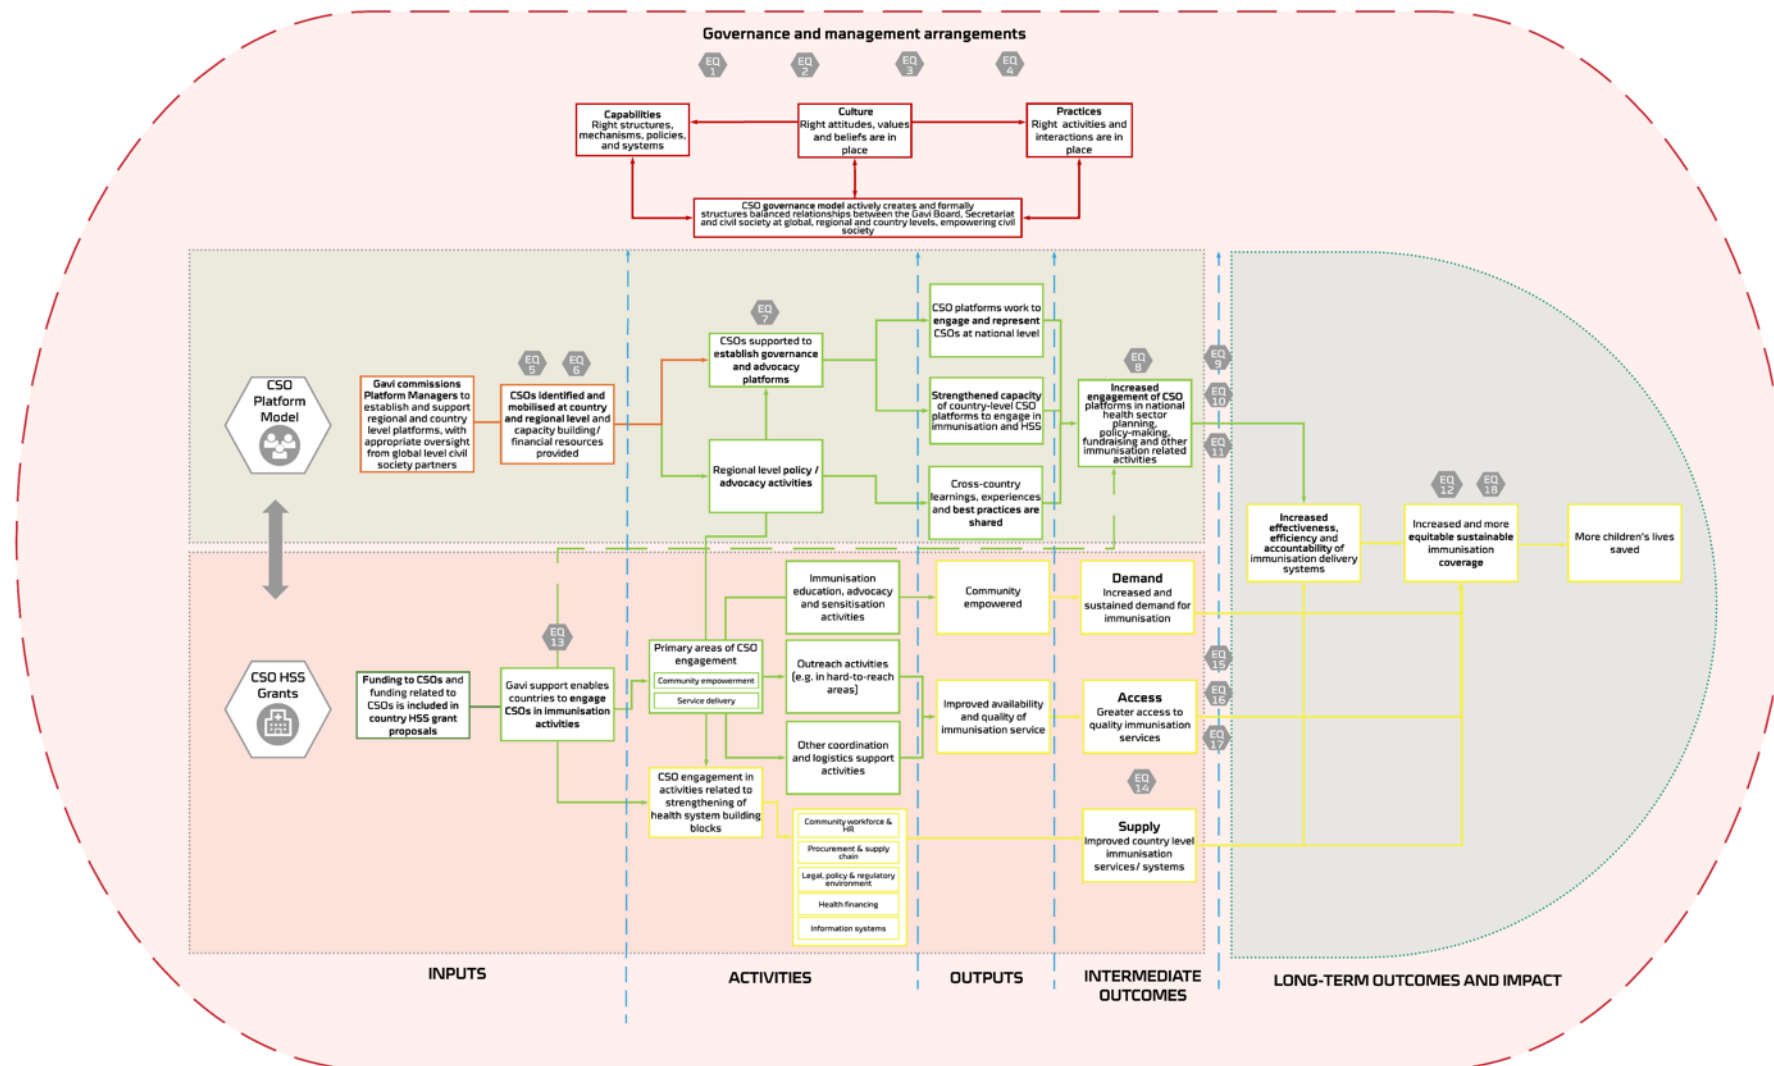 Governance and management arrangements
EQ
1
EQ
2
EQ
3
EQ
4
Capabilities
Right structures,
mechanisms, policies,
and systems
Culture
Right attitudes, values
and beliefs are in
place
Practices
Right activities and
interactions are in
place
CSO governance model actively creates and formally
structures balanced relationships between the Gavi Board, Secretariat
and civil society at global, regional and country levels, empowering civil
society
CSO
Platform
Model
Gavi commissions
Platform Managers to
establish and support
regional and country
level platforms, with
appropriate oversight
from global level civil
society partners
EQ
5
EQ
6
CSOs identified and
mobilised at country
and regional level and
capacity building/
financial resources
provided
EQ
7
CSOs supported to
establish governance
and advocacy
platforms
Regional level policy /
advocacy activities
CSO platforms work to
engage and represent
CSOs at national level
Strengthened capacity
of country-level CSO
platforms to engage in
immunisation and HSS
Cross-country
learnings, experiences
and best practices are
shared
EQ
8
Increased
engagement of CSO
platforms in national
health sector
planning,
policy-making,
fundraising and other
immunisation related
activities
EQ
9
EQ
10
EQ
11
EQ
12
EQ
18
Increased
effectiveness,
efficiency and
accountability of
immunisation delivery
systems
Increased and more
equitable sustainable
immunisation
coverage
More children's lives
saved
CSO HSS
Grants
Funding to CSOs and
funding related to
CSOs is included in
country HSS grant
proposals
EQ
13
Gavi support enables
countries to engage
CSOs in immunisation
activities
Primary areas of CSO
engagement
Community empowerment
Service delivery
CSO engagement in
activities related to
strengthening of
health system building
blocks
Immunisation
education, advocacy
and sensitisation
activities
Outreach activities
(e.g. in hard-to-reach
areas)
Other coordination
and logistics support
activities
Community workforce &
HR
Procurement & supply
chain
Legal, policy & regulatory
environment
Health financing
Information systems
Community
empowered
Improved availability
and quality of
immunisation service
Demand
Increased and
sustained demand for
immunisation
Access
Greater access to
quality immunisation
services
EQ
14
Supply
Improved country level
immunisation
services/ systems
EQ
15
EQ
16
EQ
17
INPUTS
ACTIVITIES
OUTPUTS
INTERMEDIATE
OUTCOMES
LONG-TERM OUTCOMES AND IMPACT